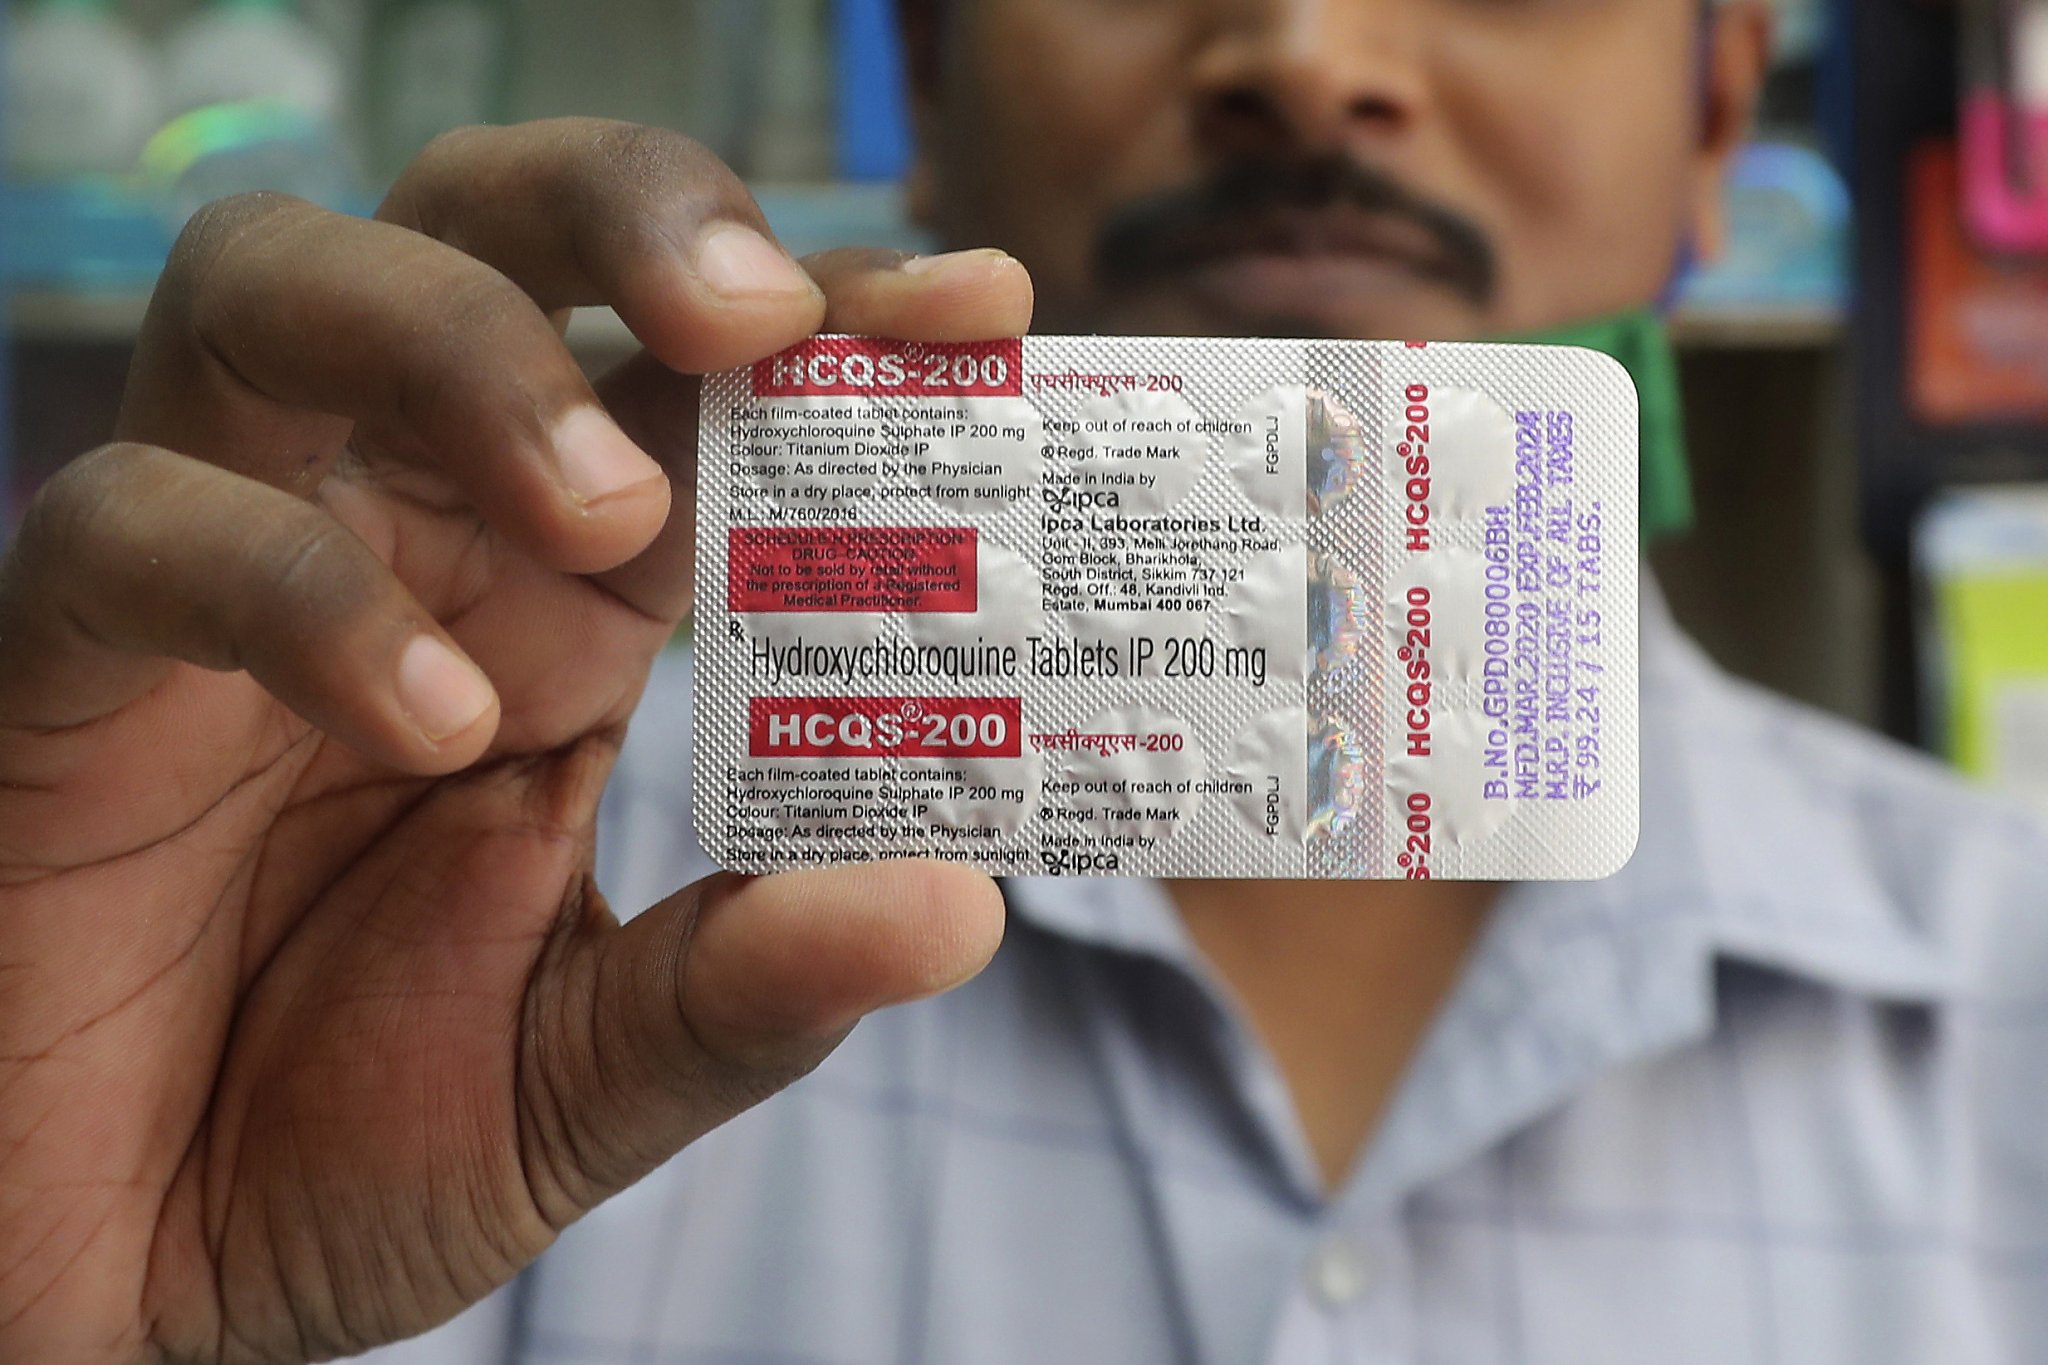 HCQS®-200 एचसीक्यूएस-200
Each film-coated tablet contains:
Hydroxychloroquine Sulphate IP 200 mg
Colour: Titanium Dioxide IP
Dosage: As directed by the Physician
Store in a dry place, protect from sunlight
M.L.: M/760/2016
SCHEDULE H PRESCRIPTION
DRUG-CAUTION
Not to be sold by retail without
the prescription of a Registered
Medical Practitioner.
Keep out of reach of children
® Regd. Trade Mark
Made in India by
ipca
Ipca Laboratories Ltd.
Unit - II, 393, Melli Jorethang Road,
Gom Block, Bharikhola,
South District, Sikkim 737 121
Regd. Off.: 48, Kandivli Ind.
Estate, Mumbai 400 067
FGPDLJ
Rx
Hydroxychloroquine Tablets IP 200 mg
HCQS®-200 एचसीक्यूएस-200
Each film-coated tablet contains:
Hydroxychloroquine Sulphate IP 200 mg
Colour: Titanium Dioxide IP
Dosage: As directed by the Physician
Store in a dry place, protect from sunlight
Keep out of reach of children
® Regd. Trade Mark
Made in India by
ipca
FGPDLJ
S®-200 HCQS®-200 HCQS®-200
B.No.GPD080006BH
MFD.MAR.2020 EXP.FEB.2024
M.R.P. INCLUSIVE OF ALL TAXES
₹ 99.24 / 15 TABS.